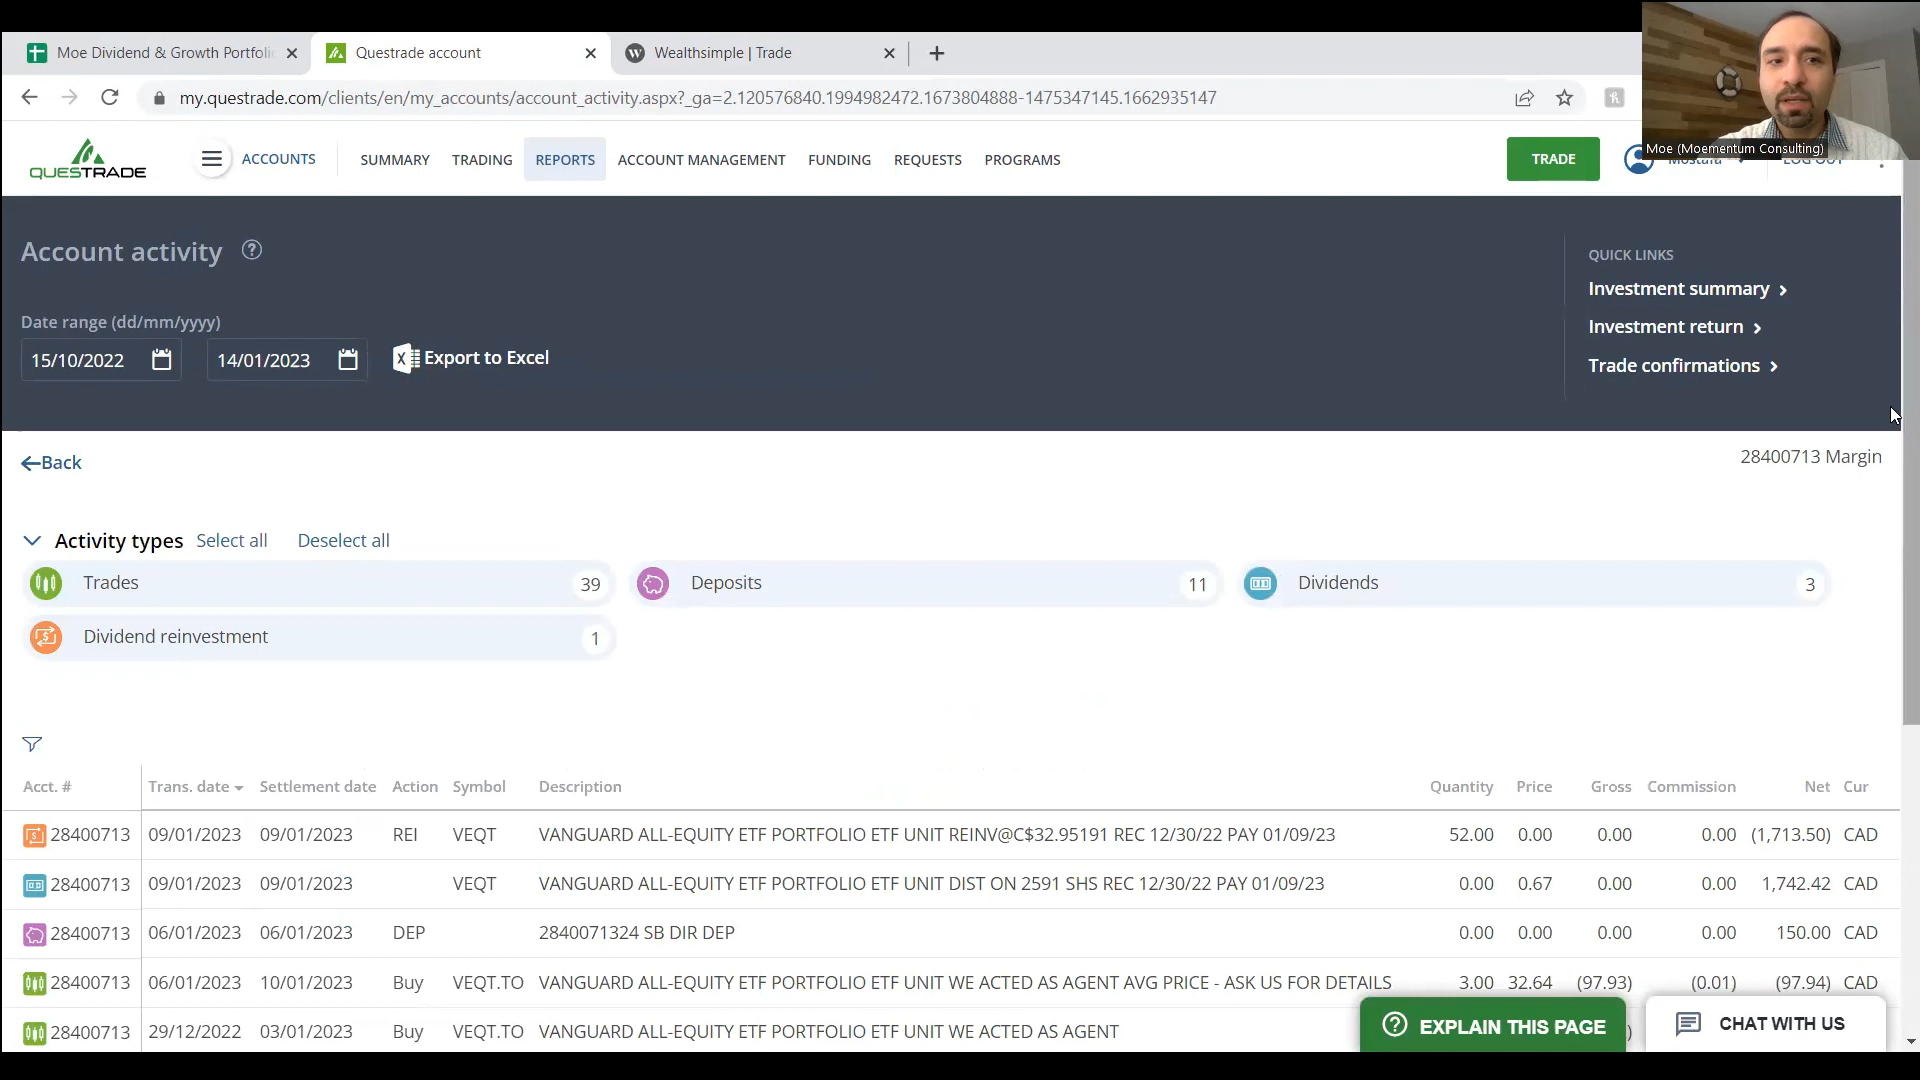 Moe Dividend & Growth Portfolio
Questrade account
Wealthsimple | Trade
my.questrade.com/clients/en/my_accounts/account_activity.aspx?_ga=2.120576840.1994982472.1673804888-1475347145.1662935147
Moe (Moementum Consulting)
QUESTRADE
ACCOUNTS
SUMMARY
TRADING
REPORTS
ACCOUNT MANAGEMENT
FUNDING
REQUESTS
PROGRAMS
TRADE
Mostafa
LOG OUT
Account activity
QUICK LINKS
Investment summary
Investment return
Trade confirmations
Date range (dd/mm/yyyy)
15/10/2022
14/01/2023
Export to Excel
Back
28400713 Margin
Activity types Select all Deselect all
Trades 39
Deposits 11
Dividends 3
Dividend reinvestment 1
Acct. # Trans. date Settlement date Action Symbol Description Quantity Price Gross Commission Net Cur
28400713 09/01/2023 09/01/2023 REI VEQT VANGUARD ALL-EQUITY ETF PORTFOLIO ETF UNIT REINV@C$32.95191 REC 12/30/22 PAY 01/09/23 52.00 0.00 0.00 0.00 (1,713.50) CAD
28400713 09/01/2023 09/01/2023 VEQT VANGUARD ALL-EQUITY ETF PORTFOLIO ETF UNIT DIST ON 2591 SHS REC 12/30/22 PAY 01/09/23 0.00 0.67 0.00 0.00 1,742.42 CAD
28400713 06/01/2023 06/01/2023 DEP 2840071324 SB DIR DEP 0.00 0.00 0.00 0.00 150.00 CAD
28400713 06/01/2023 10/01/2023 Buy VEQT.TO VANGUARD ALL-EQUITY ETF PORTFOLIO ETF UNIT WE ACTED AS AGENT AVG PRICE - ASK US FOR DETAILS 3.00 32.64 (97.93) (0.01) (97.94) CAD
28400713 29/12/2022 03/01/2023 Buy VEQT.TO VANGUARD ALL-EQUITY ETF PORTFOLIO ETF UNIT WE ACTED AS AGENT
EXPLAIN THIS PAGE
CHAT WITH US